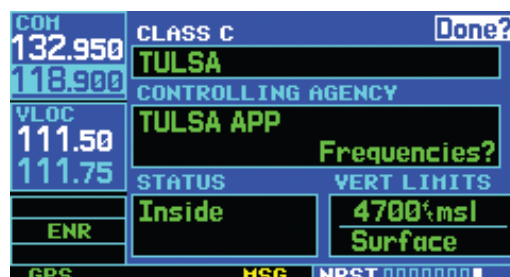 COM
132.950
118.900
VLOC
111.50
111.75
ENR
CLASS C
Done?
TULSA
CONTROLLING AGENCY
TULSA APP
Frequencies?
STATUS
Inside
VERT LIMITS
4700ft msl
Surface
GPS
MSG
NRST